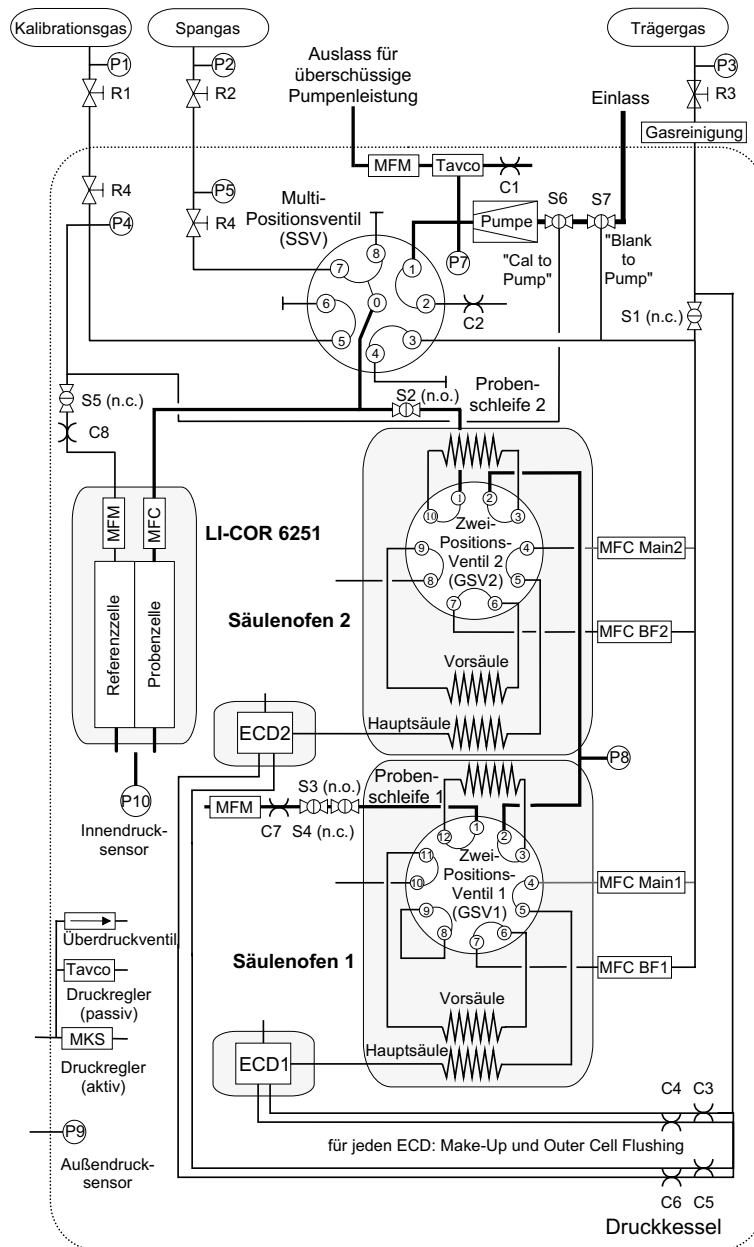 Kalibrationsgas
Spangas
Trägergas
P1
P2
P3
R1
R2
R3
Auslass für
überschüssige
Pumpenleistung
Einlass
Gasreinigung
MFM
Tavco
C1
S6
S7
R4
P5
R4
P4
Multi-
Positionsventil
(SSV)
Pumpe
P7
"Cal to
Pump"
"Blank
to
Pump"
8
7
1
6
0
2
5
4
3
C2
S1 (n.c.)
S5 (n.c.)
C8
S2 (n.o.)
Proben-
schleife 2
MFM
MFC
LI-COR 6251
Referenzzelle
Probenzelle
10
1
2
3
9
4
8
5
7
6
Zwei-
Positions-
Ventil 2
(GSV2)
MFC Main2
MFC BF2
Säulenofen 2
Vorsäule
Hauptsäule
ECD2
P8
P10
Innendruck-
sensor
S3 (n.o.)
MFM
C7
S4 (n.c.)
Proben-
schleife 1
12
1
2
3
11
4
10
5
9
8
7
6
Zwei-
Positions-
Ventil 1
(GSV1)
MFC Main1
MFC BF1
Säulenofen 1
Vorsäule
Hauptsäule
ECD1
Überdruckventil
Tavco
Druckregler
(passiv)
MKS
Druckregler
(aktiv)
P9
Außendruck-
sensor
C4
C3
für jeden ECD: Make-Up und Outer Cell Flushing
C6
C5
Druckkessel